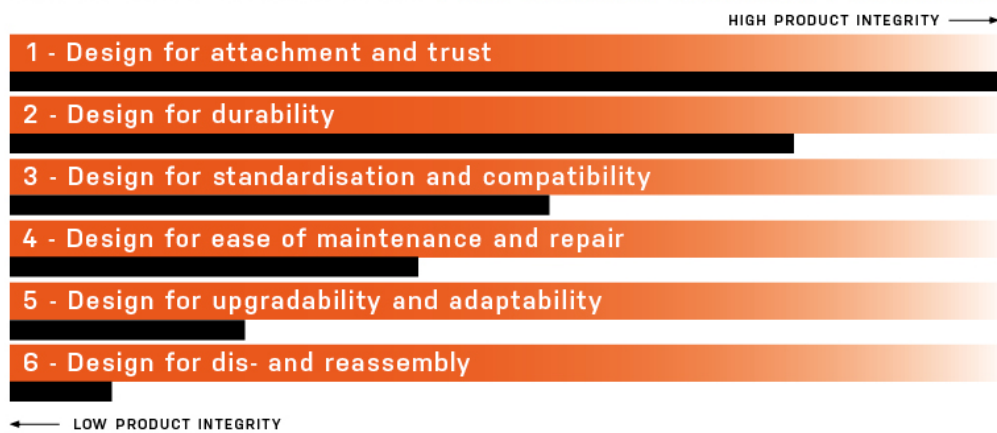 HIGH PRODUCT INTEGRITY
1 - Design for attachment and trust
2 - Design for durability
3 - Design for standardisation and compatibility
4 - Design for ease of maintenance and repair
5 - Design for upgradability and adaptability
6 - Design for dis- and reassembly
LOW PRODUCT INTEGRITY